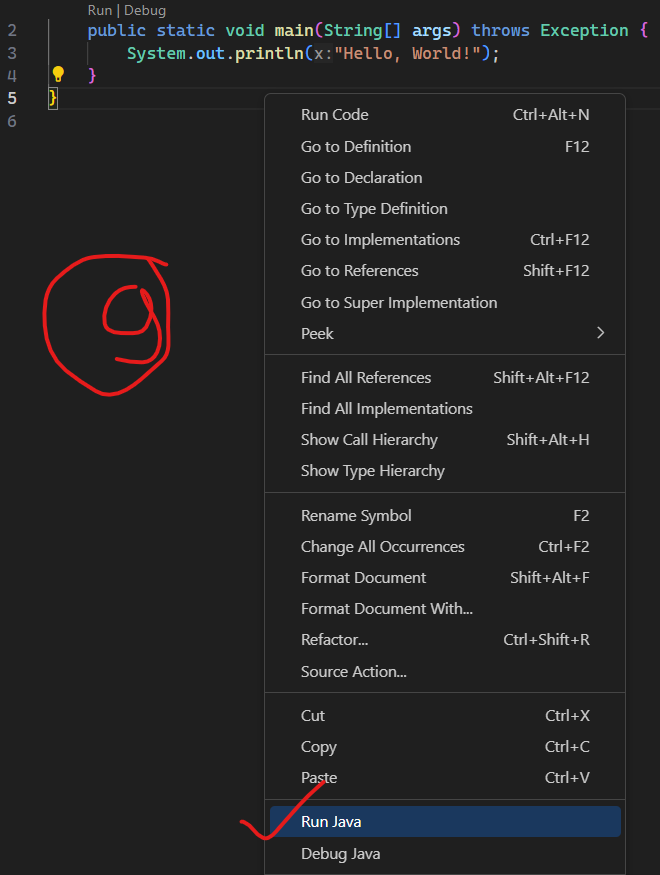 Run | Debug
2 public static void main(String[] args) throws Exception {
3 System.out.println(x:"Hello, World!");
4 }
5 }
6
Run Code Ctrl+Alt+N
Go to Definition F12
Go to Declaration
Go to Type Definition
Go to Implementations Ctrl+F12
Go to References Shift+F12
Go to Super Implementation
Peek
9
Find All References Shift+Alt+F12
Find All Implementations
Show Call Hierarchy Shift+Alt+H
Show Type Hierarchy
Rename Symbol F2
Change All Occurrences Ctrl+F2
Format Document Shift+Alt+F
Format Document With...
Refactor... Ctrl+Shift+R
Source Action...
Cut Ctrl+X
Copy Ctrl+C
Paste Ctrl+V
Run Java
Debug Java